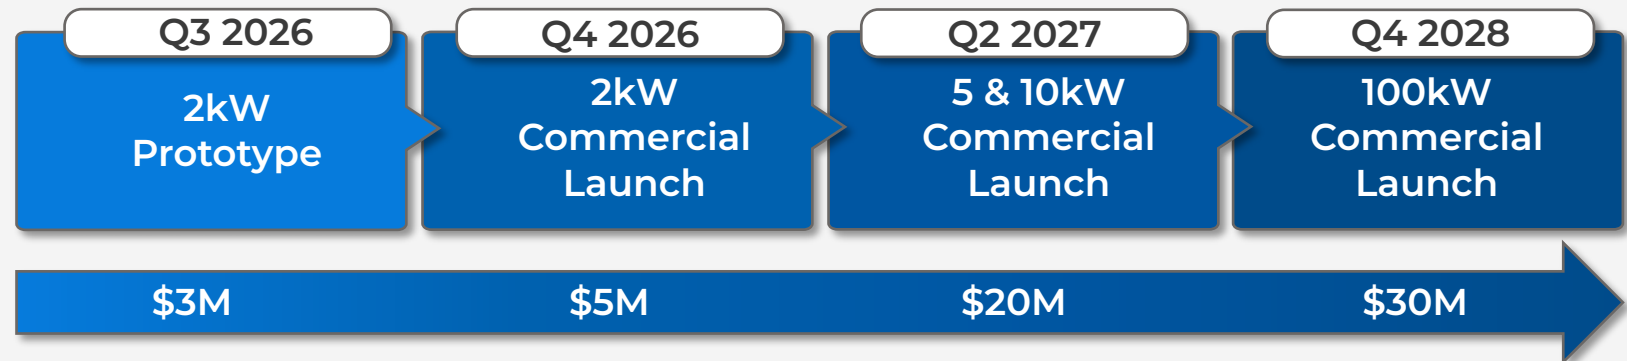 Q3 2026
2kW
Prototype
Q4 2026
2kW
Commercial
Launch
Q2 2027
5 & 10kW
Commercial
Launch
Q4 2028
100kW
Commercial
Launch
$3M
$5M
$20M
$30M